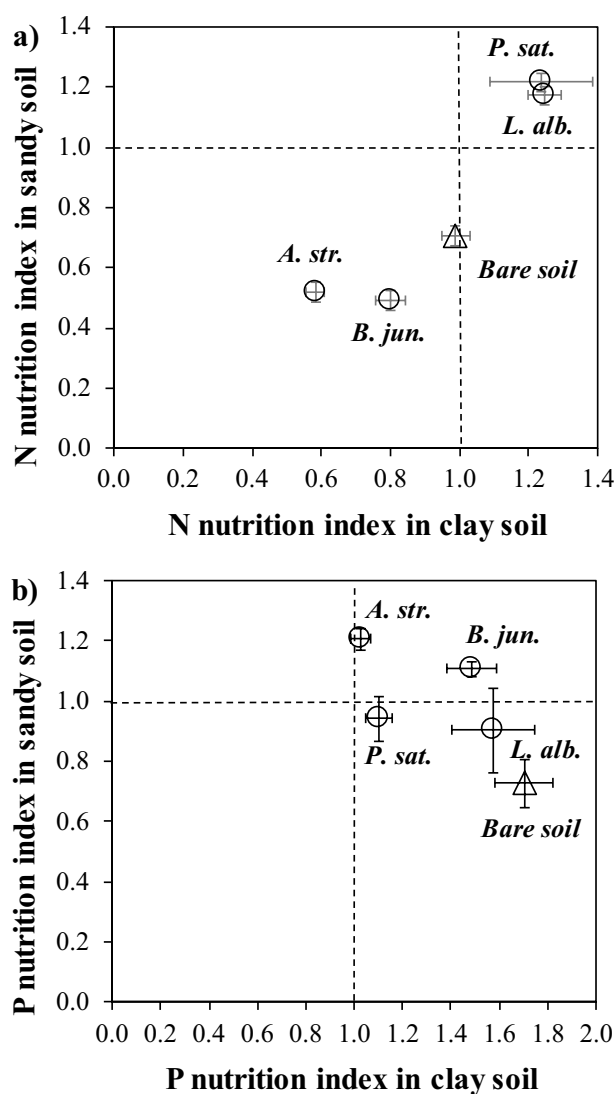 a)
N nutrition index in sandy soil
1.4
1.2
1.0
0.8
0.6
0.4
0.2
0.0
P. sat.
L. alb.
A. str.
Bare soil
B. jun.
0.0 0.2 0.4 0.6 0.8 1.0 1.2 1.4
N nutrition index in clay soil
b)
P nutrition index in sandy soil
1.4
1.2
1.0
0.8
0.6
0.4
0.2
0.0
A. str.
B. jun.
P. sat.
L. alb.
Bare soil
0.0 0.2 0.4 0.6 0.8 1.0 1.2 1.4 1.6 1.8 2.0
P nutrition index in clay soil